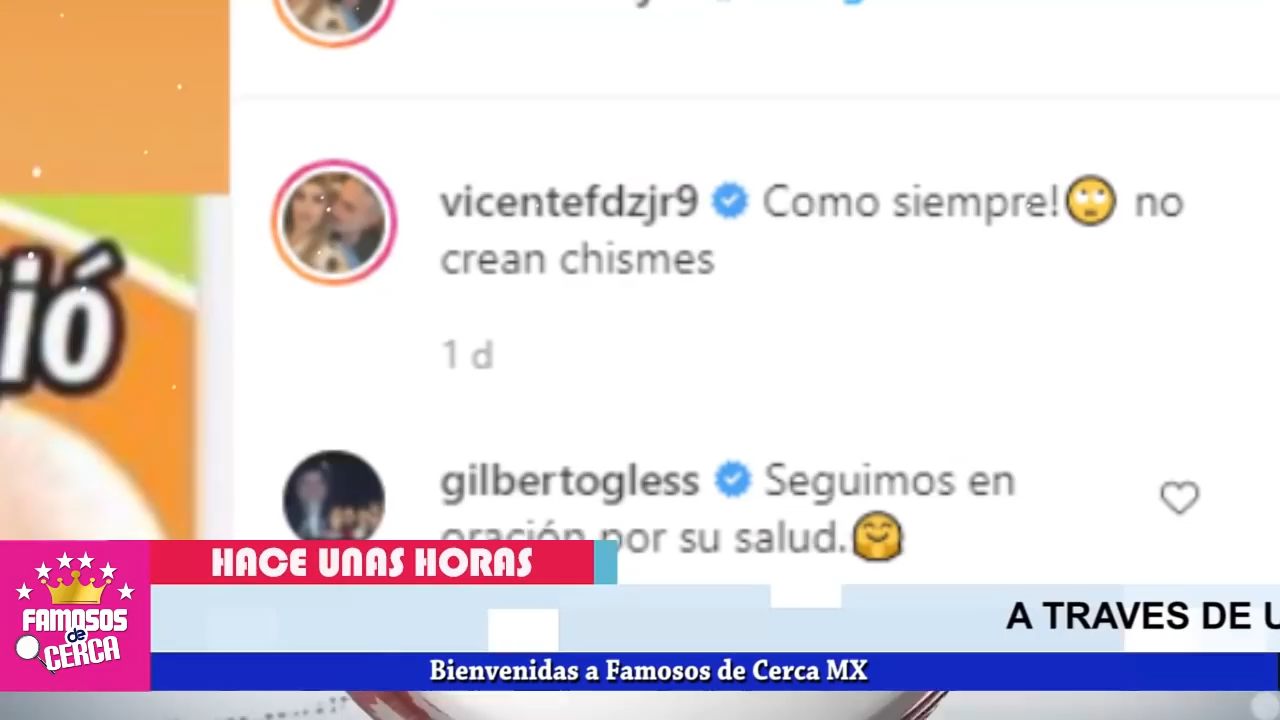 vicentefdzjr9 Como siempre!🙄 no
crean chismes
1 d
gilbertogless Seguimos en
oración por su salud.🤗
ió
HACE UNAS HORAS
FAMOSOS
de
CERCA
A TRAVES DE U
Bienvenidas a Famosos de Cerca MX